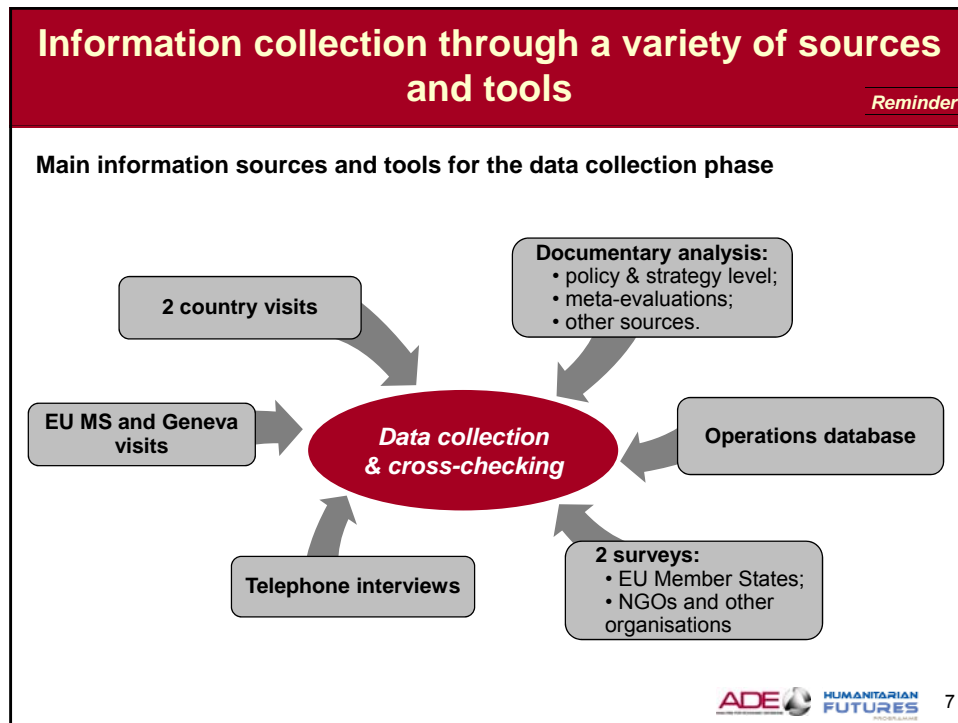 Information collection through a variety of sources
and tools
Reminder
Main information sources and tools for the data collection phase
Documentary analysis:
• policy & strategy level;
• meta-evaluations;
• other sources.
2 country visits
EU MS and Geneva
visits
Data collection
& cross-checking
Operations database
Telephone interviews
2 surveys:
• EU Member States;
• NGOs and other
organisations
ADE
HUMANITARIAN
FUTURES
PROGRAMME
7